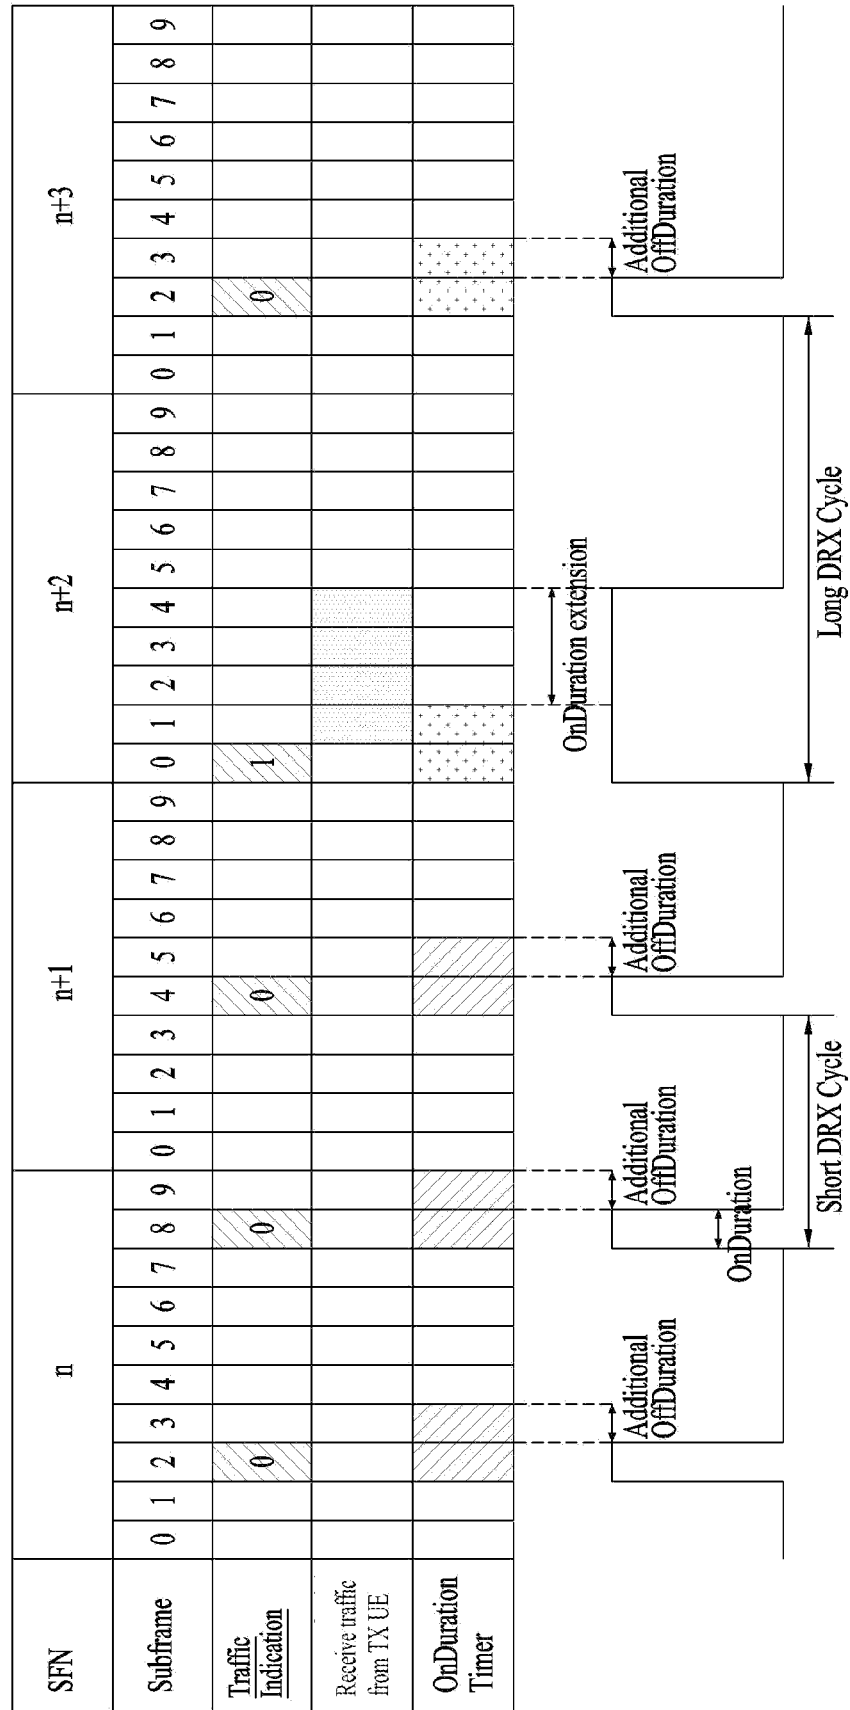 SFN n n+1 n+2 n+3
Subframe 0 1 2 3 4 5 6 7 8 9 0 1 2 3 4 5 6 7 8 9 0 1 2 3 4 5 6 7 8 9 0 1 2 3 4 5 6 7 8 9
Traffic
Indication
0 0 0 1 0
Receive traffic
from TX UE
OnDuration
Timer
OnDuration extension
Additional
OffDuration
Additional
OffDuration
Additional
OffDuration
Additional
OffDuration
OnDuration
Short DRX Cycle
Long DRX Cycle